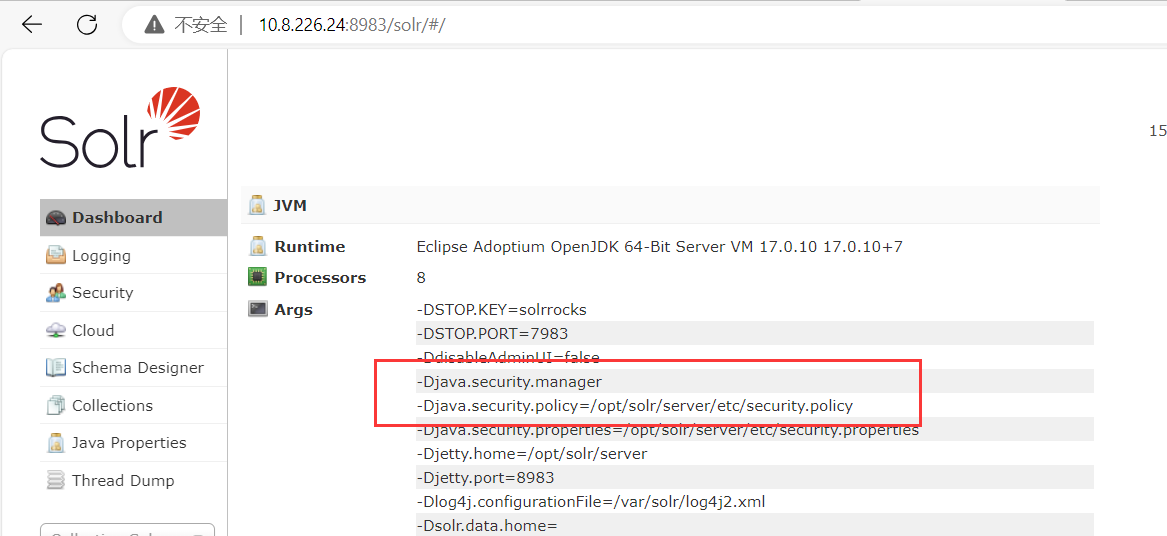 不安全 | 10.8.226.24:8983/solr/#/
Solr
15
JVM
Dashboard
Runtime Eclipse Adoptium OpenJDK 64-Bit Server VM 17.0.10 17.0.10+7
Logging
Processors 8
Security
Args -DSTOP.KEY=solrrocks
Cloud
-DSTOP.PORT=7983
-DdisableAdminUI=false
Schema Designer
-Djava.security.manager
Collections
-Djava.security.policy=/opt/solr/server/etc/security.policy
-Djava.security.properties=/opt/solr/server/etc/security.properties
Java Properties
-Djetty.home=/opt/solr/server
Thread Dump
-Djetty.port=8983
-Dlog4j.configurationFile=/var/solr/log4j2.xml
-Dsolr.data.home=